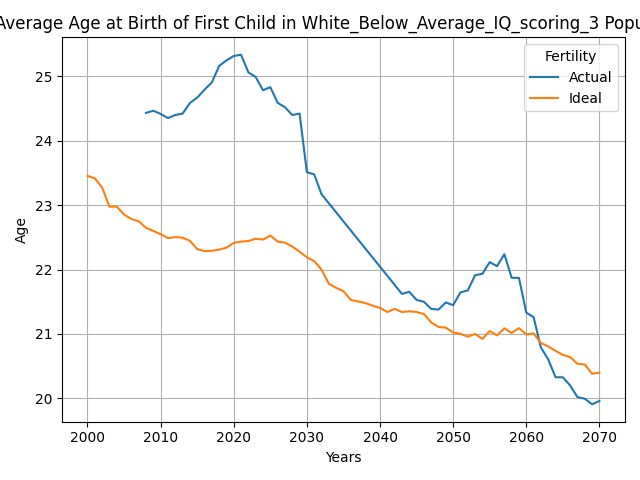 Average Age at Birth of First Child in White_Below_Average_IQ_scoring_3 Popu
Fertility
Actual
Ideal
25
24
23
22
21
20
Age
2000 2010 2020 2030 2040 2050 2060 2070
Years